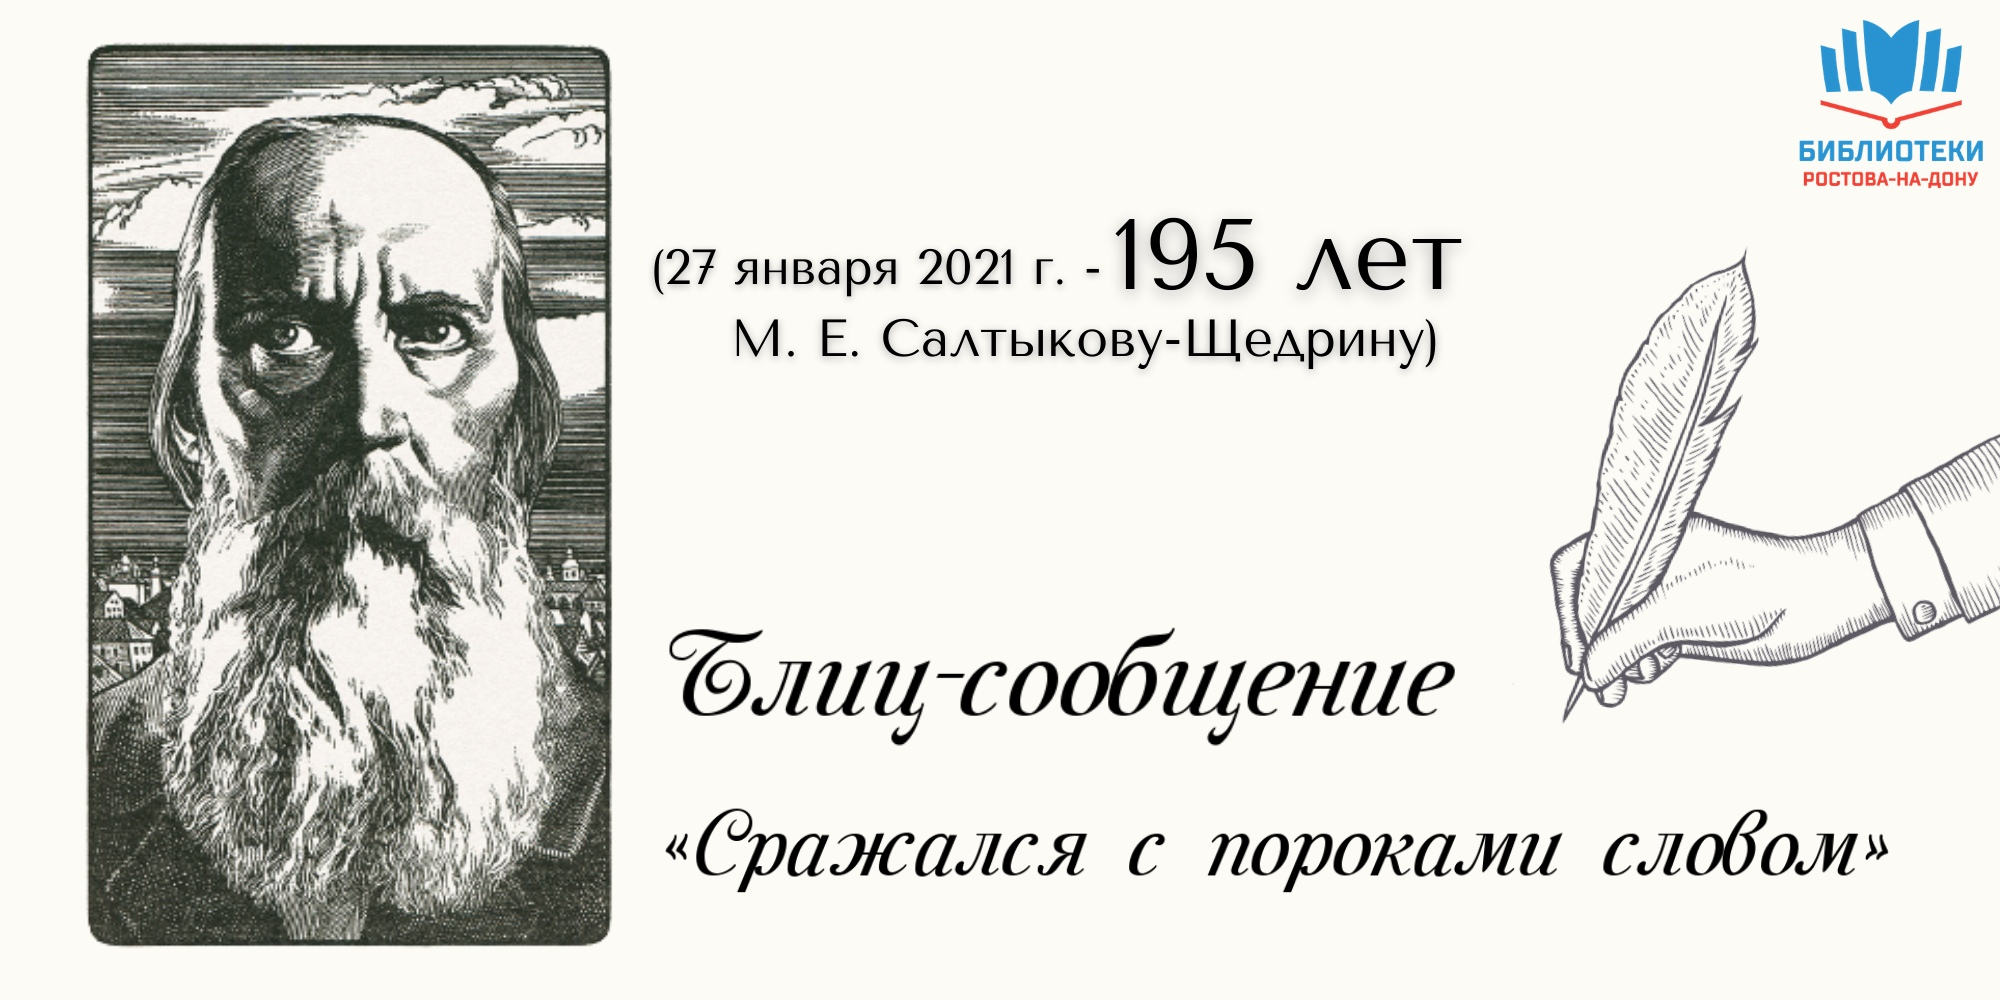 БИБЛИОТЕКИ
РОСТОВА-НА-ДОНУ
(27 января 2021 г. - 195 лет
М. Е. Салтыкову-Щедрину)
Блиц-сообщение
«Сражался с пороками словом»